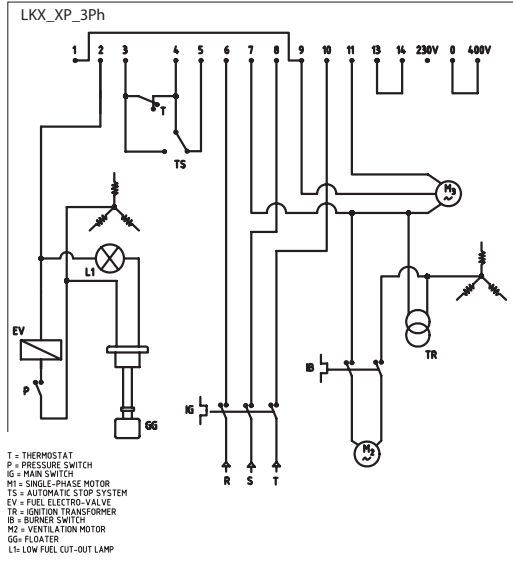 LKX_XP_3Ph
1 2 3 4 5 6 7 8 9 10 11 13 14 230V 0 400V
T
TS
M3
~
L1
EV
TR
P
IB
IG
GG
M2
~
R S T
T = THERMOSTAT
P = PRESSURE SWITCH
IG = MAIN SWITCH
M1 = SINGLE-PHASE MOTOR
TS = AUTOMATIC STOP SYSTEM
EV = FUEL ELECTRO-VALVE
TR = IGNITION TRANSFORMER
IB = BURNER SWITCH
M2 = VENTILATION MOTOR
GG= FLOATER
L1= LOW FUEL CUT-OUT LAMP